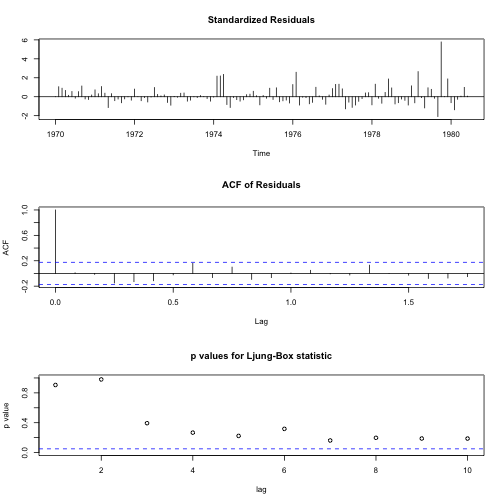 Standardized Residuals
6
4
2
0
-2
1970 1972 1974 1976 1978 1980
Time
ACF of Residuals
ACF
1.0
0.6
0.2
-0.2
0.0 0.5 1.0 1.5
Lag
p values for Ljung-Box statistic
p value
0.8
0.4
0.0
2 4 6 8 10
lag